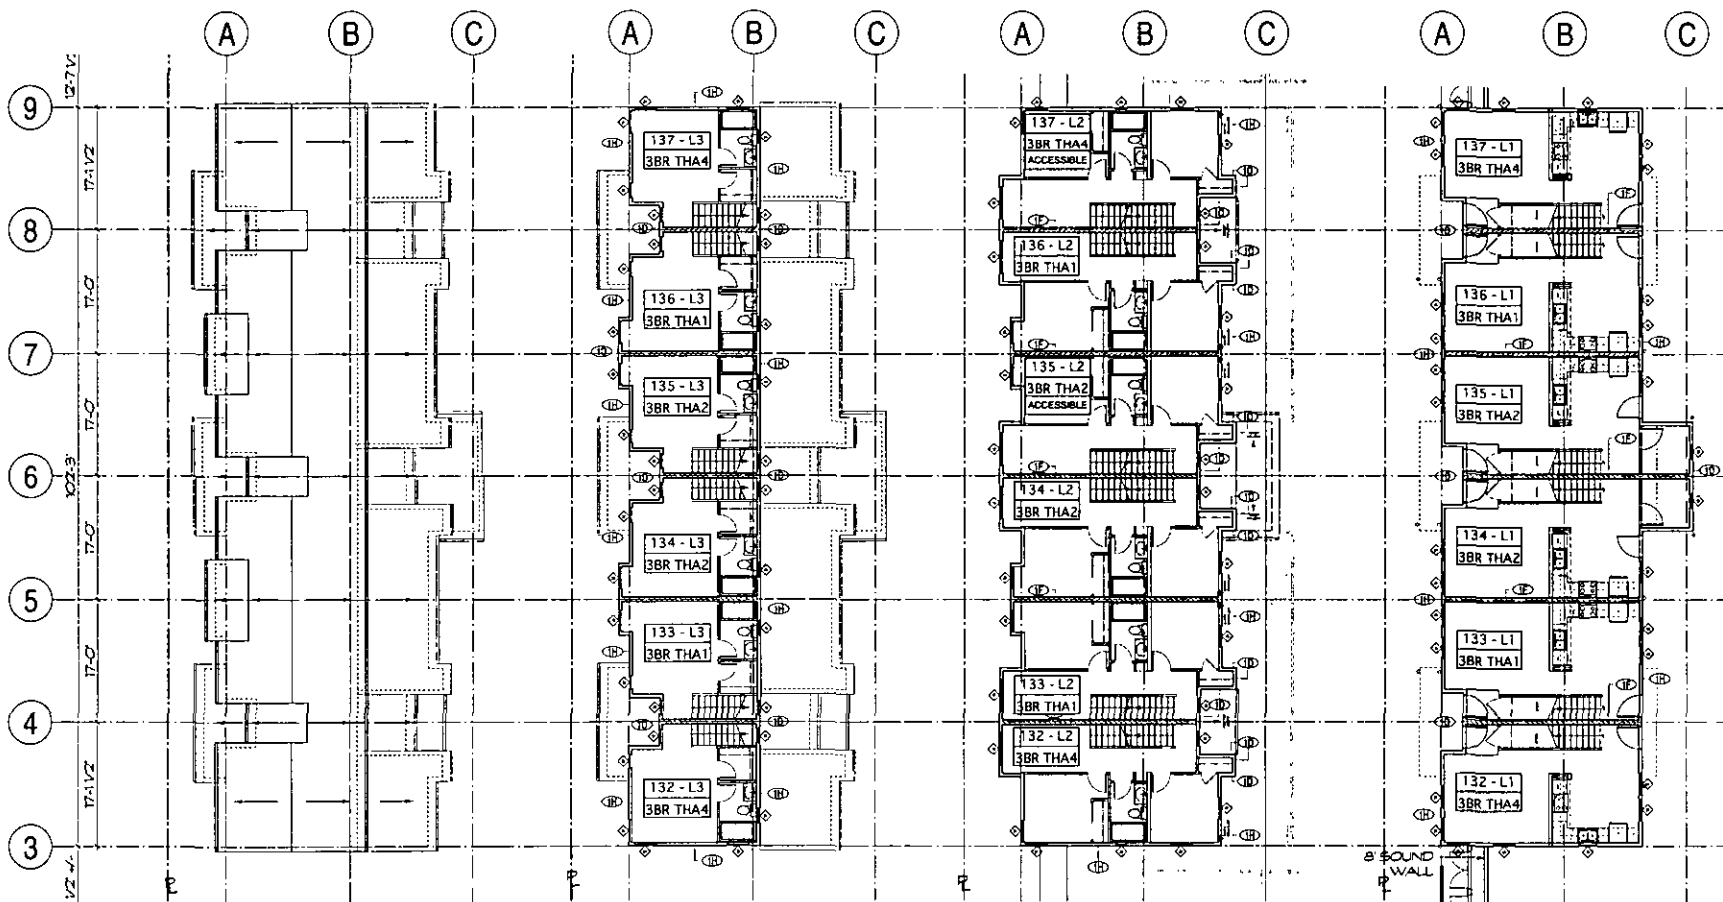 A B C A B C A B C A B C
9
8
7
6
5
4
3
12-7 1/2
17-1 1/2
17-0
17-0
102-3
17-0
17-0
17-1 1/2
137 - L3
3BR THA4
136 - L3
3BR THA1
135 - L3
3BR THA2
134 - L3
3BR THA2
133 - L3
3BR THA1
132 - L3
3BR THA4
137 - L2
3BR THA4
ACCESSIBLE
136 - L2
3BR THA1
135 - L2
3BR THA2
ACCESSIBLE
134 - L2
3BR THA2
133 - L2
3BR THA1
132 - L2
3BR THA4
137 - L1
3BR THA4
136 - L1
3BR THA1
135 - L1
3BR THA2
134 - L1
3BR THA2
133 - L1
3BR THA1
132 - L1
3BR THA4
8' SOUND
WALL
PL
PL
PL
PL